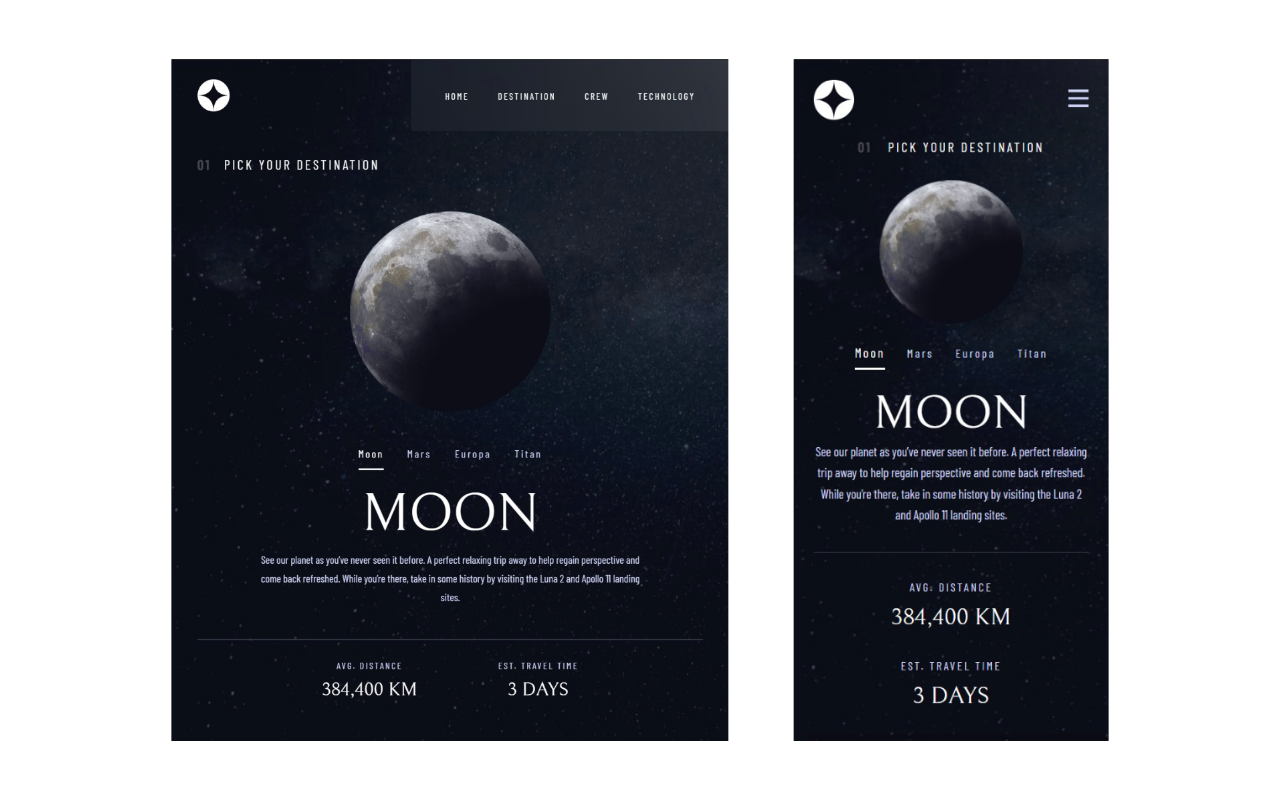 HOME DESTINATION CREW TECHNOLOGY
01 PICK YOUR DESTINATION
Moon Mars Europa Titan
MOON
See our planet as you've never seen it before. A perfect relaxing trip away to help regain perspective and
come back refreshed. While you're there, take in some history by visiting the Luna 2 and Apollo 11 landing
sites.
AVG. DISTANCE
384,400 KM
EST. TRAVEL TIME
3 DAYS
01 PICK YOUR DESTINATION
Moon Mars Europa Titan
MOON
See our planet as you've never seen it before. A perfect relaxing
trip away to help regain perspective and come back refreshed.
While you're there, take in some history by visiting the Luna 2
and Apollo 11 landing sites.
AVG. DISTANCE
384,400 KM
EST. TRAVEL TIME
3 DAYS